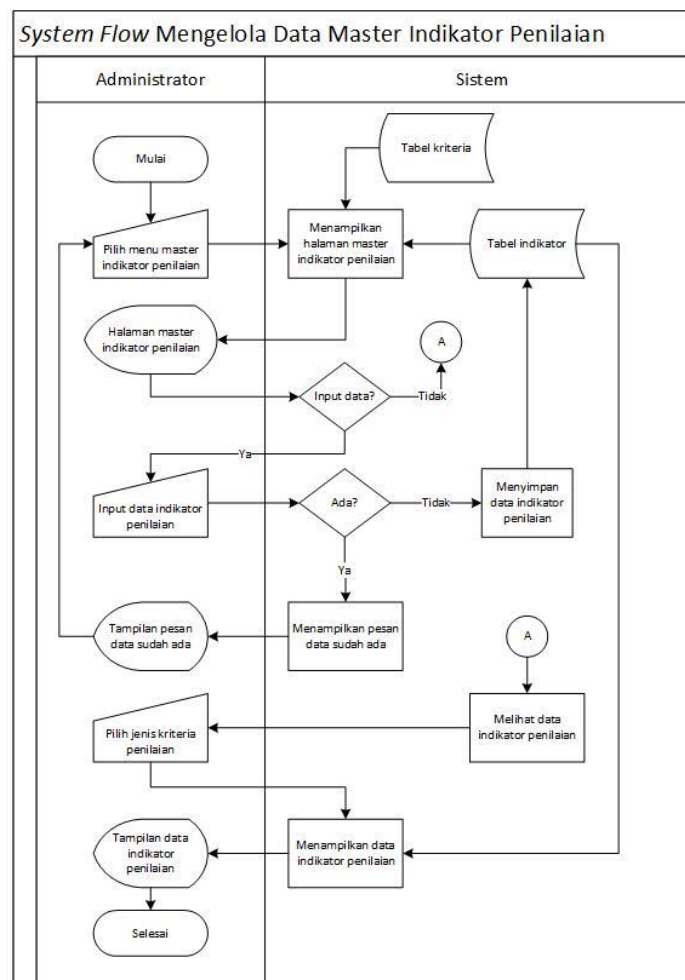 System Flow Mengelola Data Master Indikator Penilaian
Administrator
Sistem
Mulai
Tabel kriteria
Pilih menu master
indikator penilaian
Menampilkan
halaman master
indikator penilaian
Tabel indikator
Halaman master
indikator penilaian
A
Input data?
Tidak
Ya
Input data indikator
penilaian
Ada?
Tidak
Menyimpan
data indikator
penilaian
Ya
Tampilan pesan
data sudah ada
Menampilkan pesan
data sudah ada
A
Pilih jenis kriteria
penilaian
Melihat data
indikator penilaian
Tampilan data
indikator
penilaian
Menampilkan data
indikator penilaian
Selesai